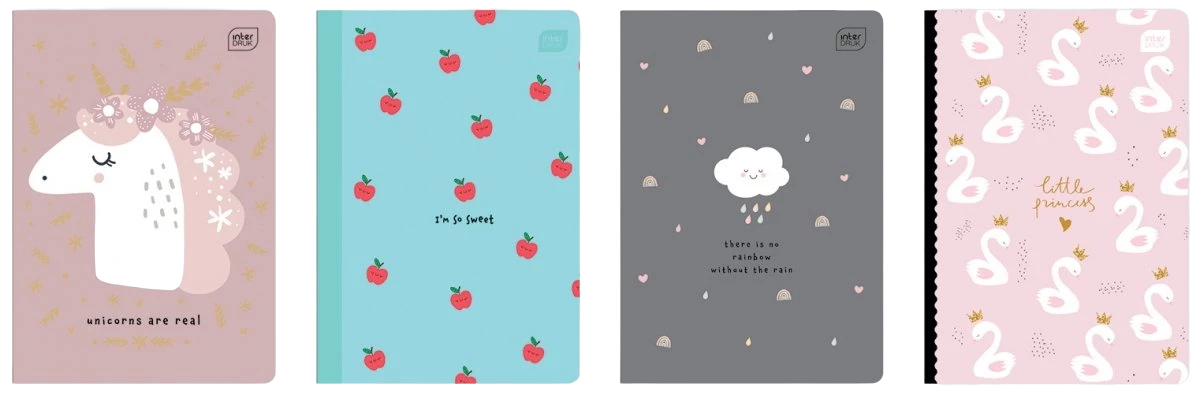 inter
DRUK
unicorns are real
inter
DRUK
I'm so sweet
inter
DRUK
there is no
rainbow
without the rain
inter
DRUK
little
princess